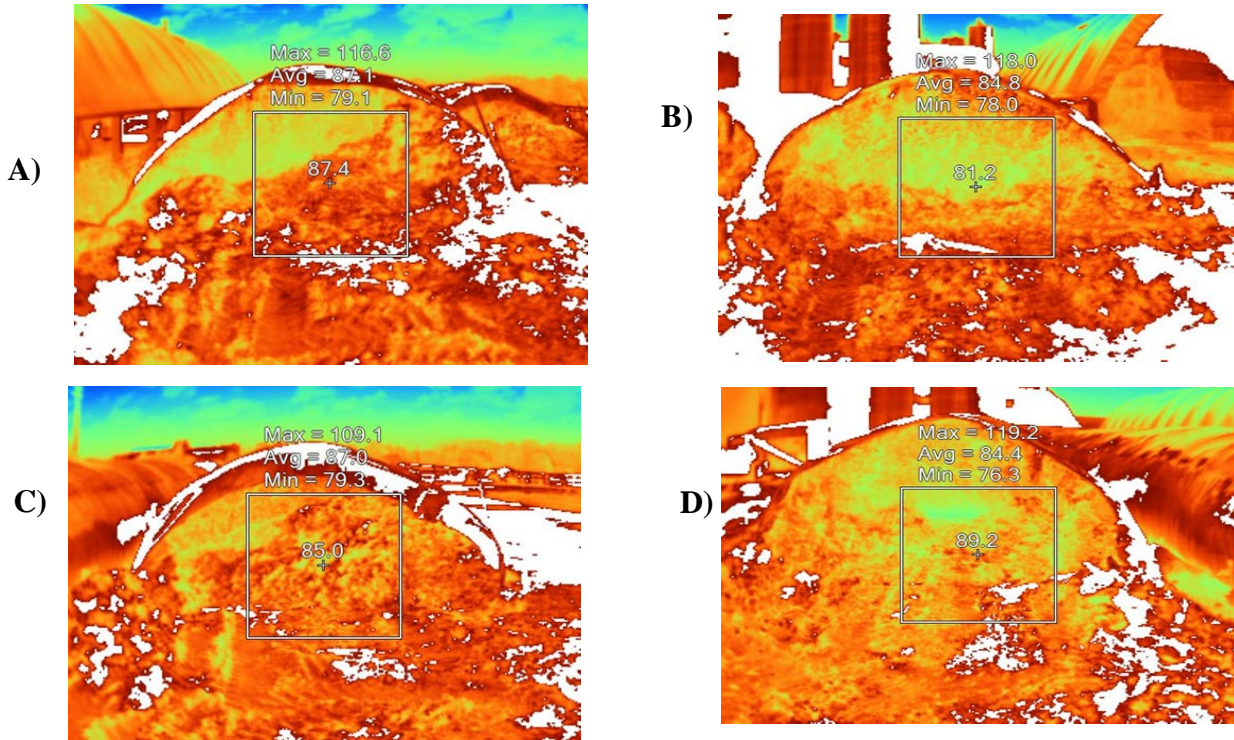 A)
Max = 116.6
Avg = 87.1
Min = 79.1
87.4
B)
Max = 118.0
Avg = 84.8
Min = 78.0
81.2
C)
Max = 109.1
Avg = 87.0
Min = 79.3
85.0
D)
Max = 119.2
Avg = 84.4
Min = 76.3
89.2